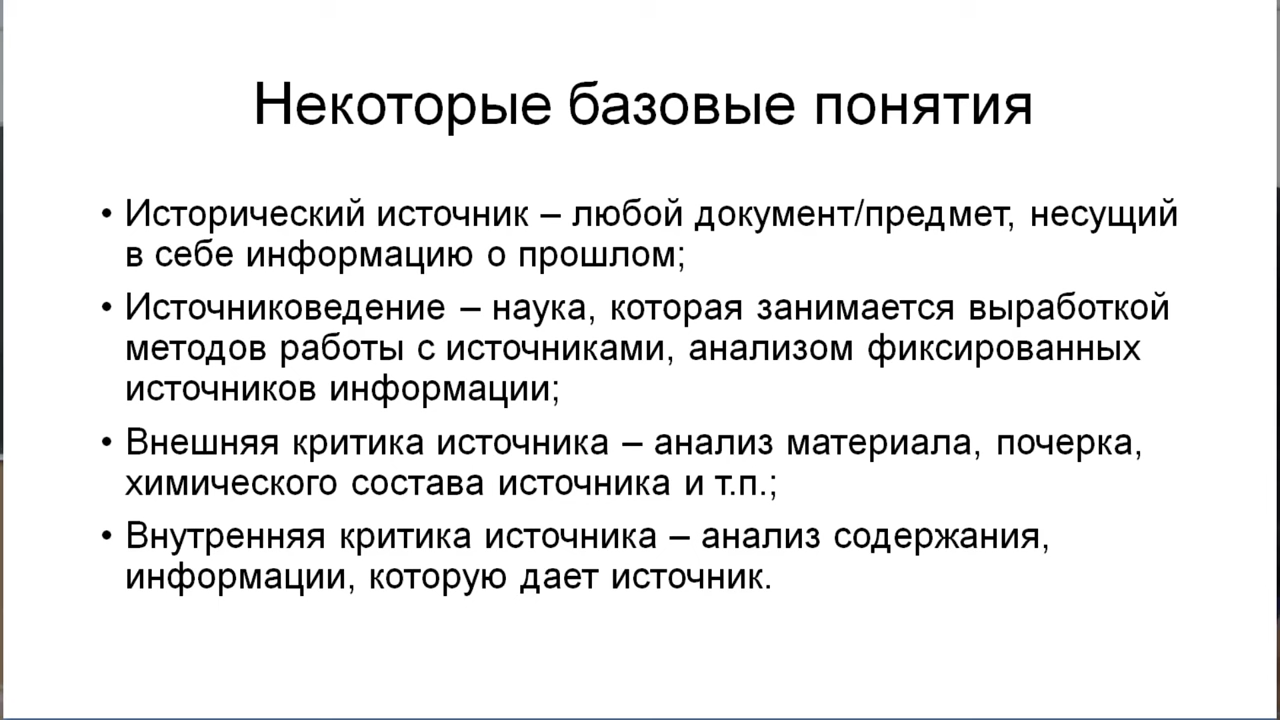 Некоторые базовые понятия
• Исторический источник – любой документ/предмет, несущий
в себе информацию о прошлом;
• Источниковедение – наука, которая занимается выработкой
методов работы с источниками, анализом фиксированных
источников информации;
• Внешняя критика источника – анализ материала, почерка,
химического состава источника и т.п.;
• Внутренняя критика источника – анализ содержания,
информации, которую дает источник.